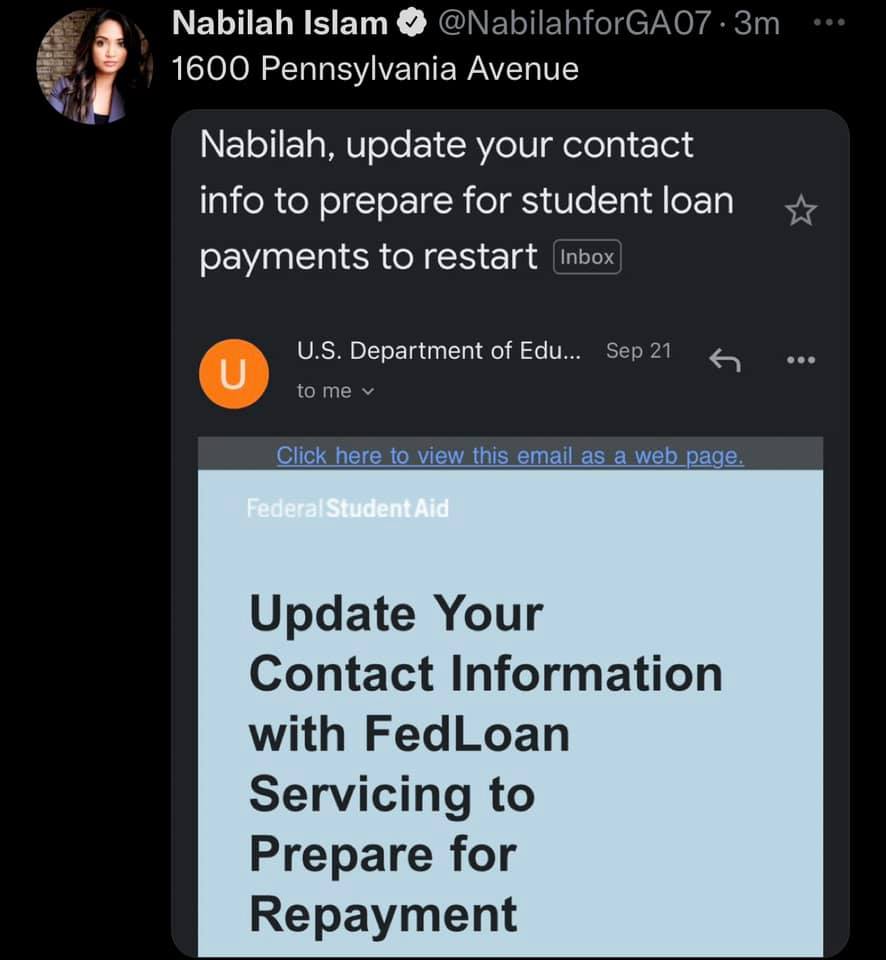 Nabilah Islam @NabilahforGA07 · 3m
1600 Pennsylvania Avenue
Nabilah, update your contact
info to prepare for student loan
payments to restart Inbox
U.S. Department of Edu... Sep 21
to me
U
Click here to view this email as a web page.
Federal Student Aid
Update Your
Contact Information
with FedLoan
Servicing to
Prepare for
Repayment